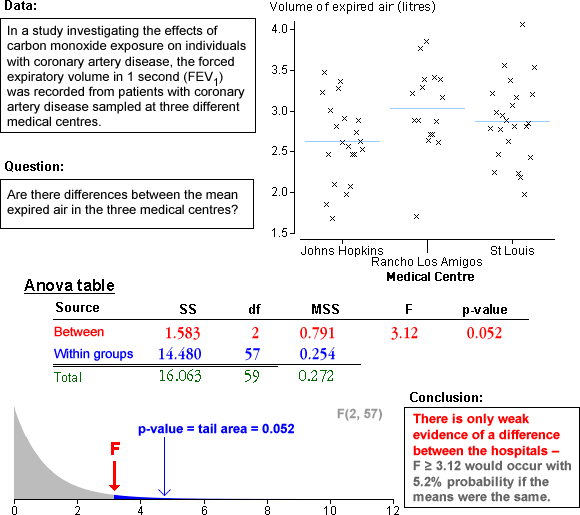 Data:
In a study investigating the effects of
carbon monoxide exposure on individuals
with coronary artery disease, the forced
expiratory volume in 1 second (FEV1)
was recorded from patients with coronary
artery disease sampled at three different
medical centres.
Question:
Are there differences between the mean
expired air in the three medical centres?
Volume of expired air (litres)
4.0
3.5
3.0
2.5
2.0
1.5
Johns Hopkins
Rancho Los Amigos
St Louis
Medical Centre
Anova table
Source SS df MSS F p-value
Between 1.583 2 0.791 3.12 0.052
Within groups 14.480 57 0.254
Total 16.063 59 0.272
F(2, 57)
p-value = tail area = 0.052
F
0 2 4 6 8 10 12
Conclusion:
There is only weak
evidence of a difference
between the hospitals –
F ≥ 3.12 would occur with
5.2% probability if the
means were the same.